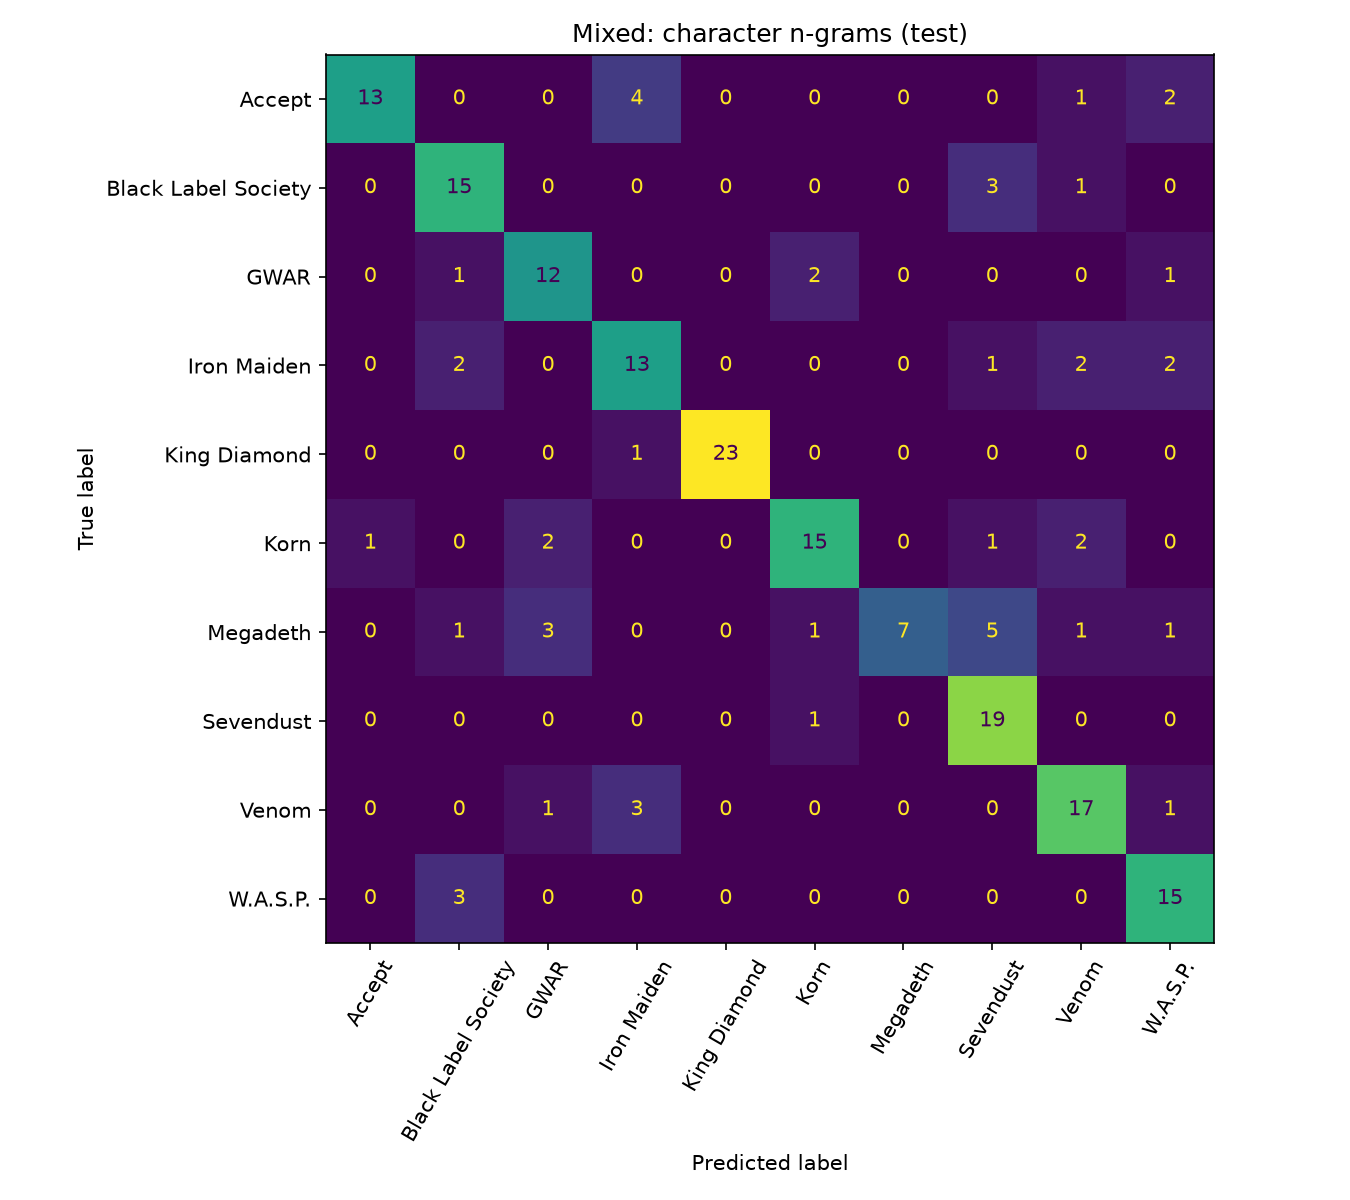 Mixed: character n-grams (test)
Accept 13 0 0 4 0 0 0 0 1 2
Black Label Society 0 15 0 0 0 0 0 3 1 0
GWAR 0 1 12 0 0 2 0 0 0 1
Iron Maiden 0 2 0 13 0 0 0 1 2 2
King Diamond 0 0 0 1 23 0 0 0 0 0
Korn 1 0 2 0 0 15 0 1 2 0
Megadeth 0 1 3 0 0 1 7 5 1 1
Sevendust 0 0 0 0 0 1 0 19 0 0
Venom 0 0 1 3 0 0 0 0 17 1
W.A.S.P. 0 3 0 0 0 0 0 0 0 15
True label
Accept Black Label Society GWAR Iron Maiden King Diamond Korn Megadeth Sevendust Venom W.A.S.P.
Predicted label